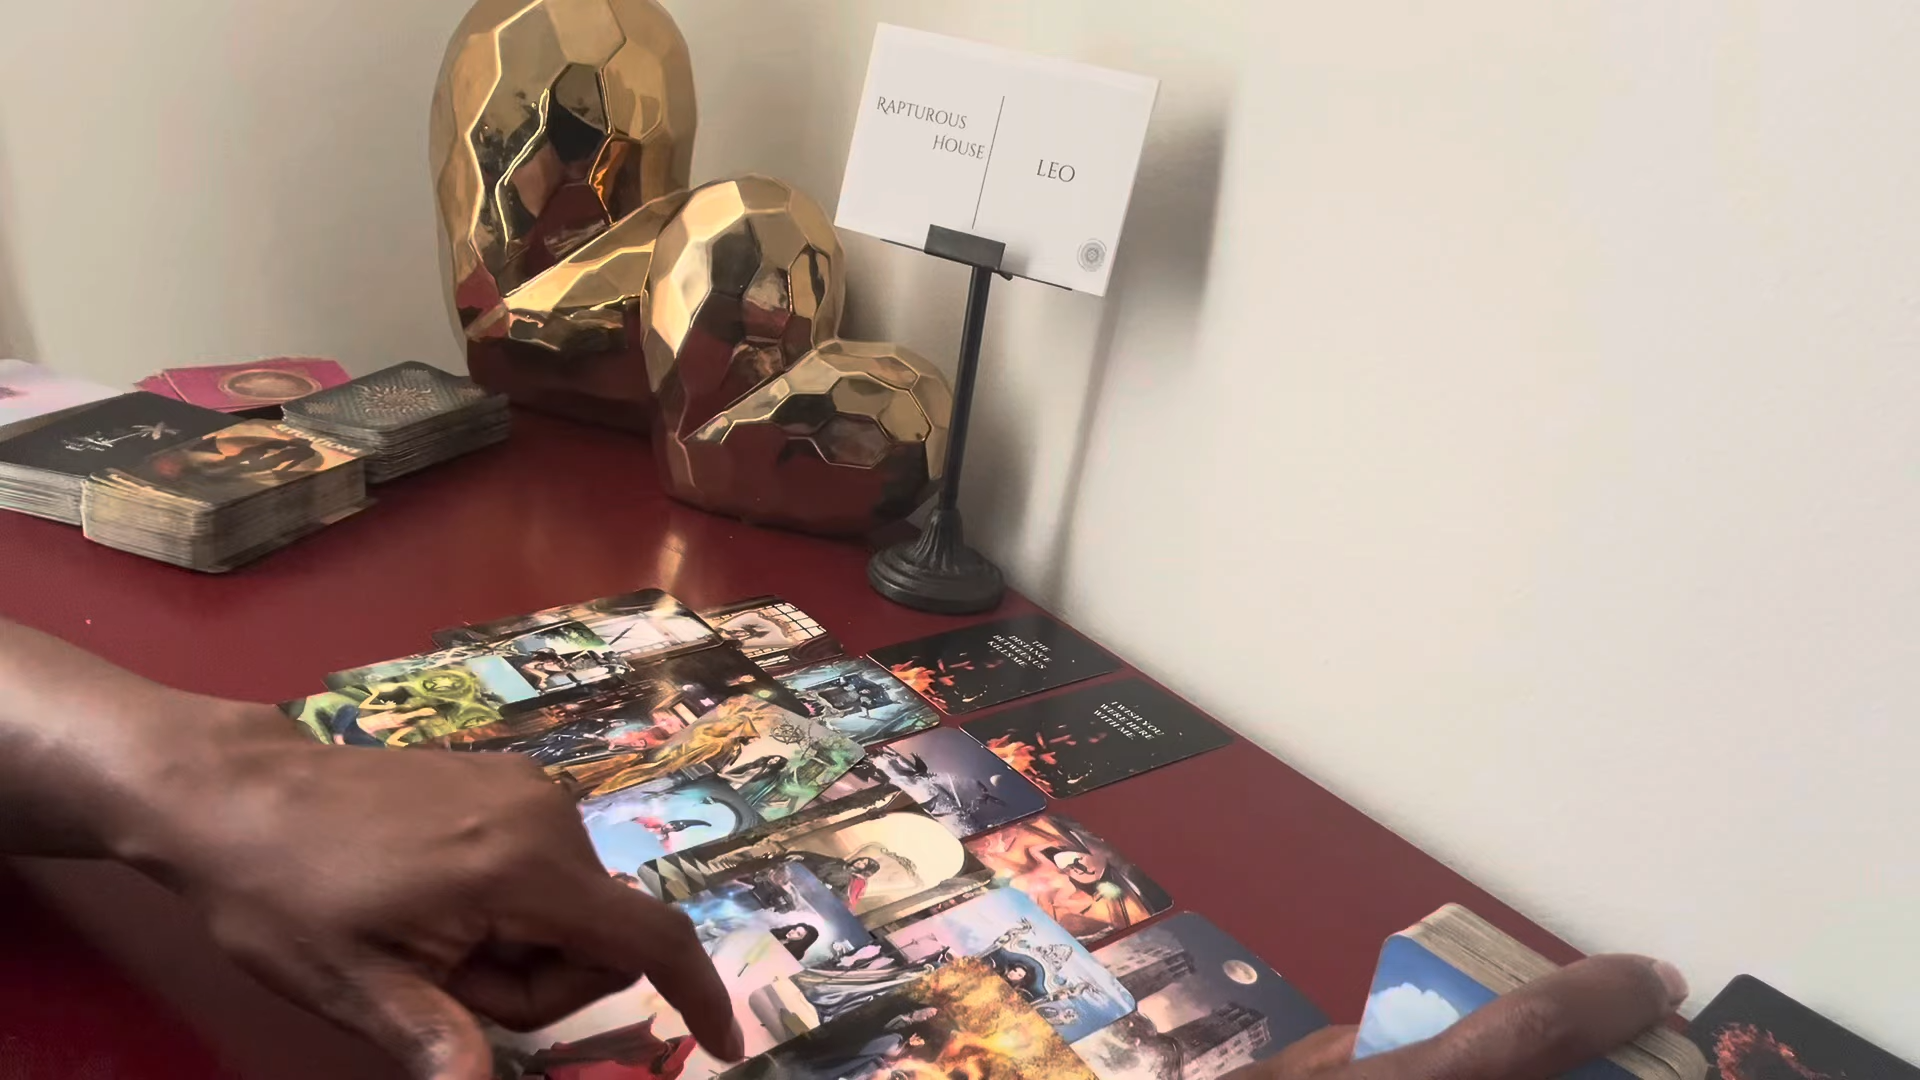 RAPTUROUS
HOUSE
LEO
THE
DISTANCE
BETWEEN US
KILLS ME.
I WISH YOU
WERE HERE
WITH ME.